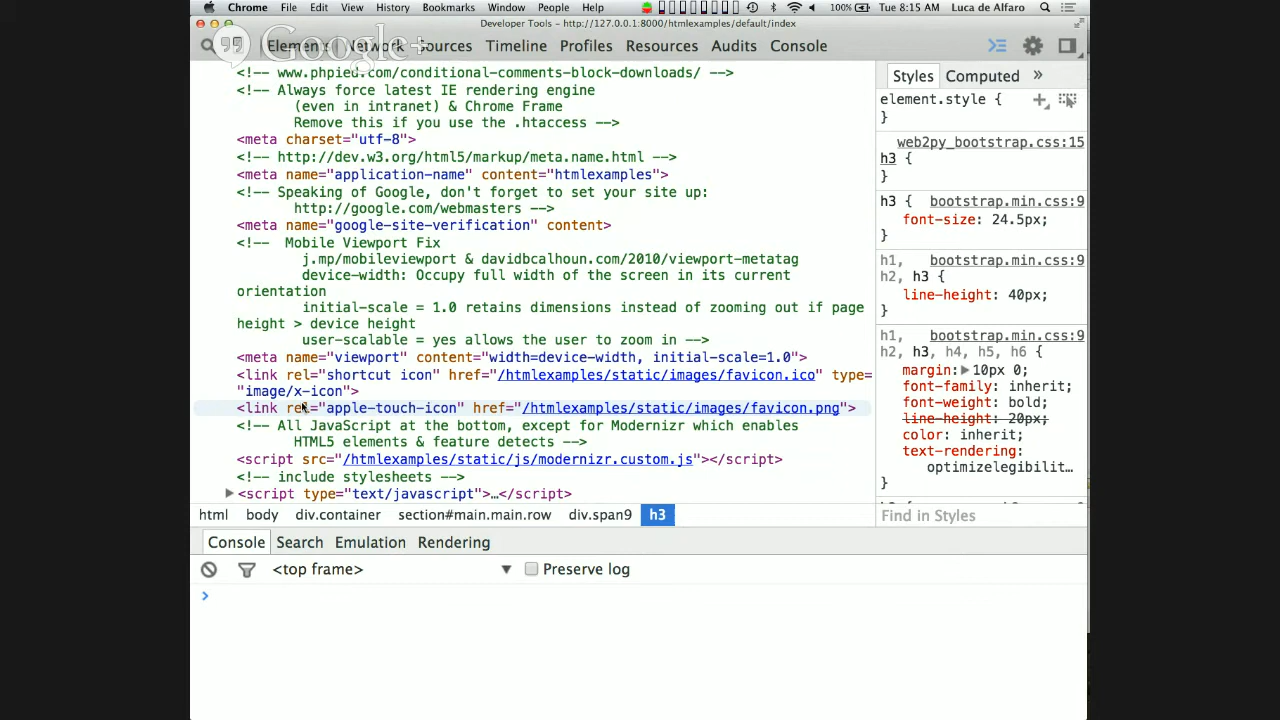 Chrome File Edit View History Bookmarks Window People Help 100% Tue 8:15 AM Luca de Alfaro
Developer Tools - http://127.0.0.1:8000/htmlexamples/default/index
Google+
Elements Network Sources Timeline Profiles Resources Audits Console
<!-- www.phpied.com/conditional-comments-block-downloads/ -->
<!-- Always force latest IE rendering engine
(even in intranet) & Chrome Frame
Remove this if you use the .htaccess -->
<meta charset="utf-8">
<!-- http://dev.w3.org/html5/markup/meta.name.html -->
<meta name="application-name" content="htmlexamples">
<!-- Speaking of Google, don't forget to set your site up:
http://google.com/webmasters -->
<meta name="google-site-verification" content>
<!-- Mobile Viewport Fix
j.mp/mobileviewport & davidbcalhoun.com/2010/viewport-metatag
device-width: Occupy full width of the screen in its current
orientation
initial-scale = 1.0 retains dimensions instead of zooming out if page
height > device height
user-scalable = yes allows the user to zoom in -->
<meta name="viewport" content="width=device-width, initial-scale=1.0">
<link rel="shortcut icon" href="/htmlexamples/static/images/favicon.ico" type=
"image/x-icon">
<link rel="apple-touch-icon" href="/htmlexamples/static/images/favicon.png">
<!-- All JavaScript at the bottom, except for Modernizr which enables
HTML5 elements & feature detects -->
<script src="/htmlexamples/static/js/modernizr.custom.js"></script>
<!-- include stylesheets -->
<script type="text/javascript">…</script>
html body div.container section#main.main.row div.span9 h3
Styles Computed »
element.style {
}
web2py_bootstrap.css:15
h3 {
}
h3 { bootstrap.min.css:9
font-size: 24.5px;
}
h1, bootstrap.min.css:9
h2, h3 {
line-height: 40px;
}
h1, bootstrap.min.css:9
h2, h3, h4, h5, h6 {
margin: 10px 0;
font-family: inherit;
font-weight: bold;
line-height: 20px;
color: inherit;
text-rendering:
optimizelegibilit…
}
Find in Styles
Console Search Emulation Rendering
<top frame> Preserve log
>